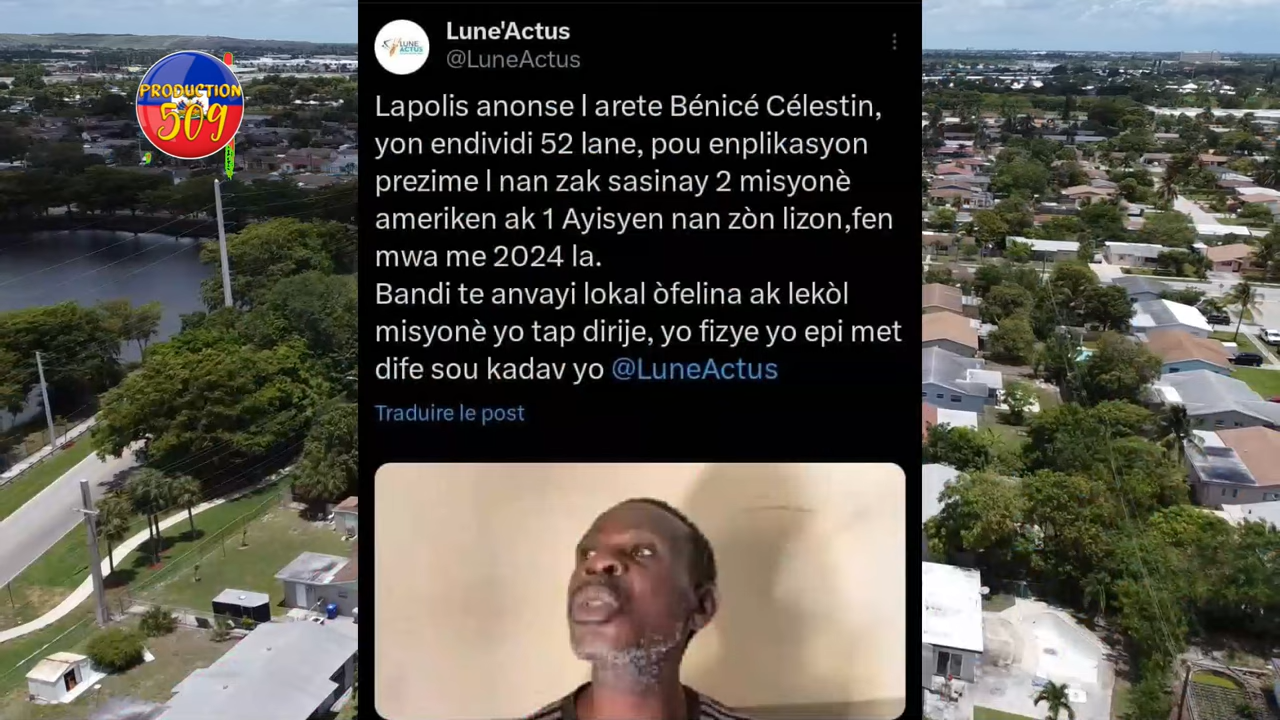 PRODUCTION
509
LUNE
ACTUS
Lune'Actus
@LuneActus
Lapolis anonse l arete Bénicé Célestin,
yon endividi 52 lane, pou enplikasyon
prezime l nan zak sasinay 2 misyonè
ameriken ak 1 Ayisyen nan zòn lizon,fen
mwa me 2024 la.
Bandi te anvayi lokal òfelina ak lekòl
misyonè yo tap dirije, yo fizye yo epi met
dife sou kadav yo @LuneActus
Traduire le post